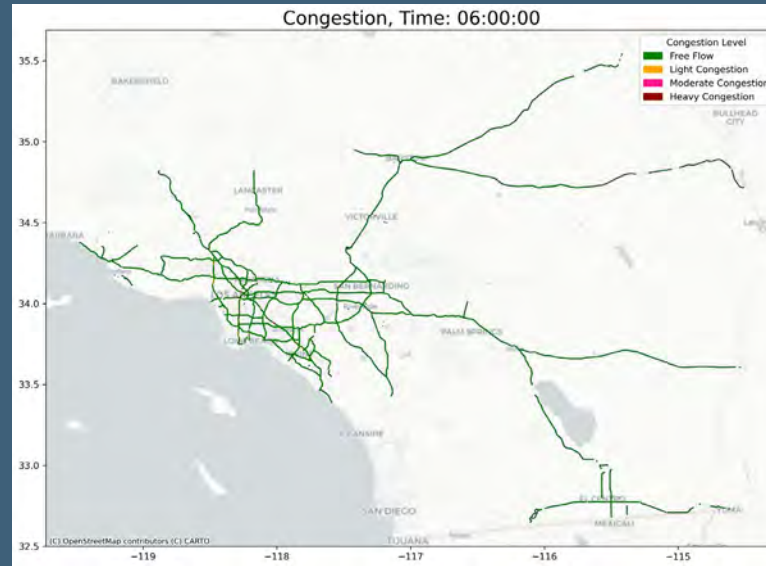 Congestion, Time: 06:00:00
Congestion Level
Free Flow
Light Congestion
Moderate Congestion
Heavy Congestion
35.5
35.0
34.5
34.0
33.5
33.0
32.5
BAKERSFIELD
BULLHEAD
CITY
LANCASTER
VICTORVILLE
SAN BERNARDINO
PALM SPRINGS
SAN DIEGO
TIJUANA
EL CENTRO
MEXICALI
YUMA
(C) OpenStreetMap contributors (C) CARTO
−119
−118
−117
−116
−115